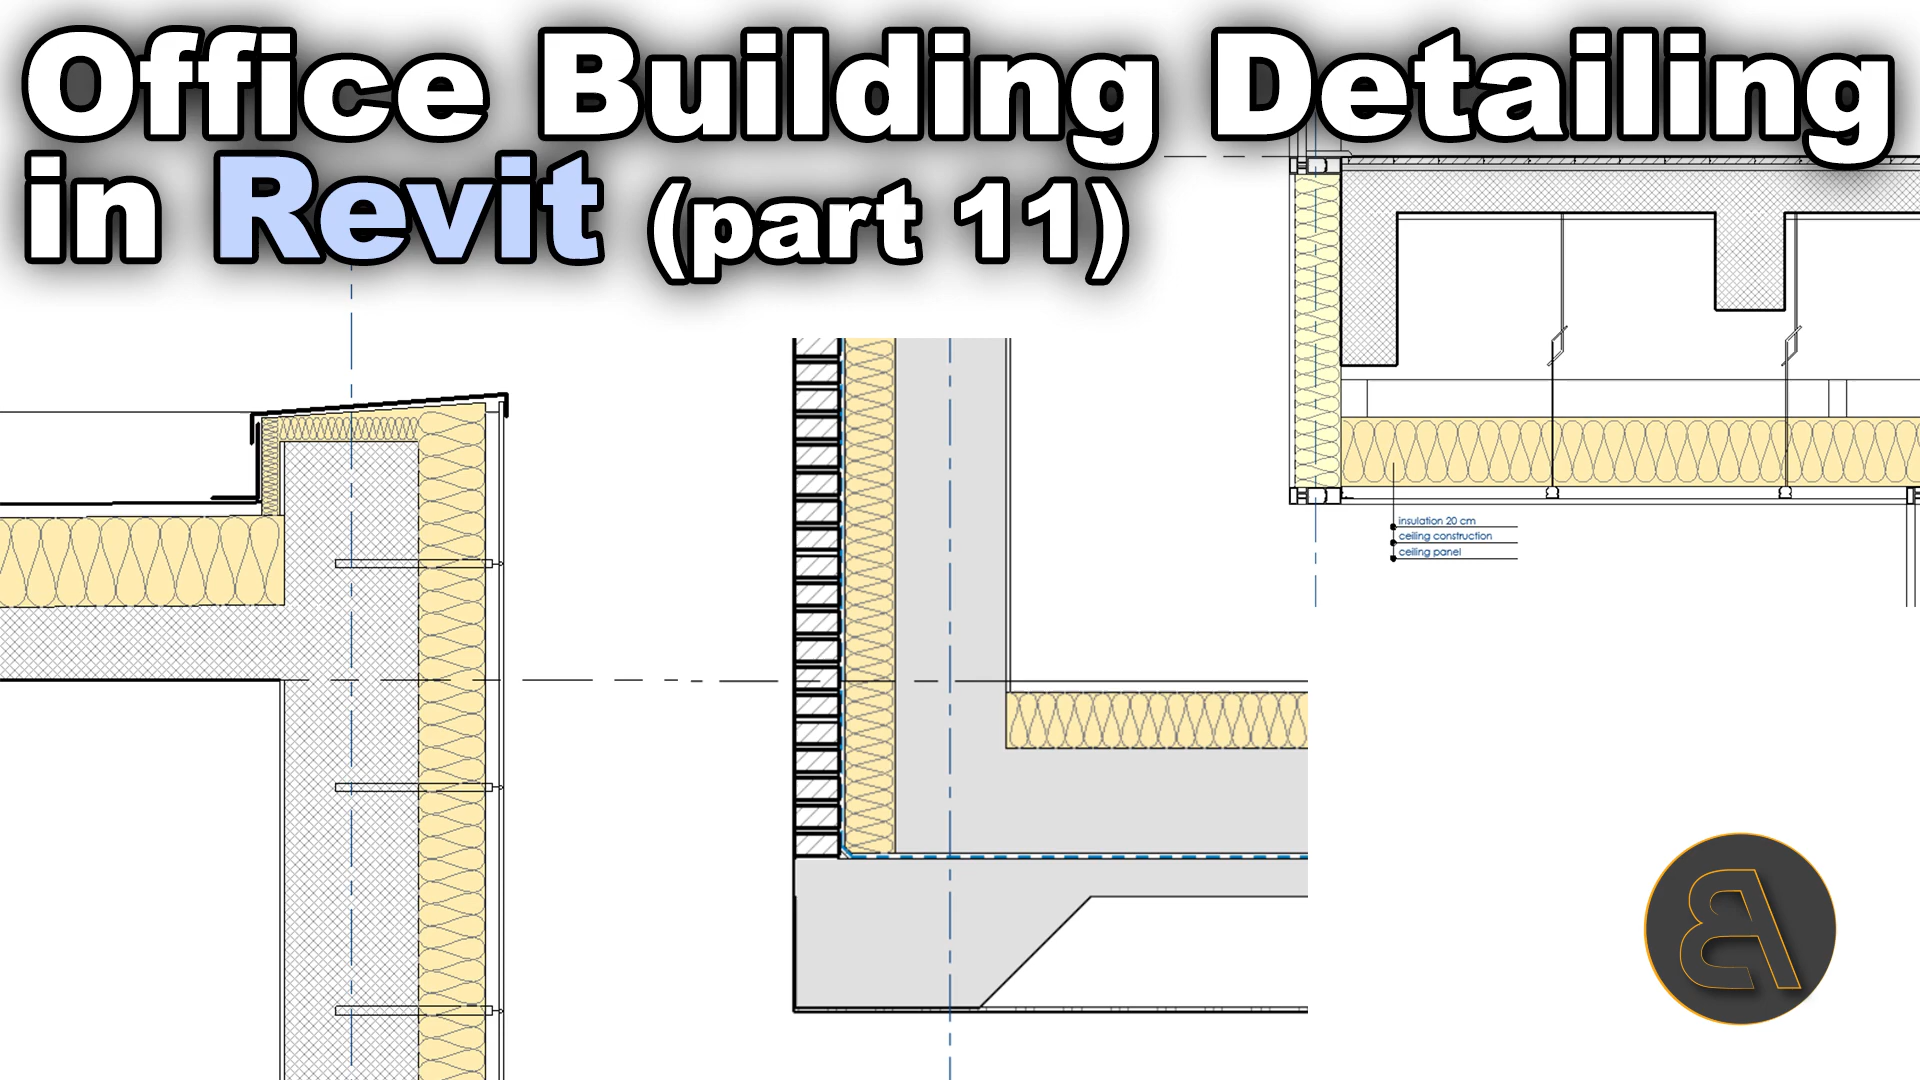 Office Building Detailing
in Revit (part 11)
insulation 20 cm
ceiling construction
ceiling panel